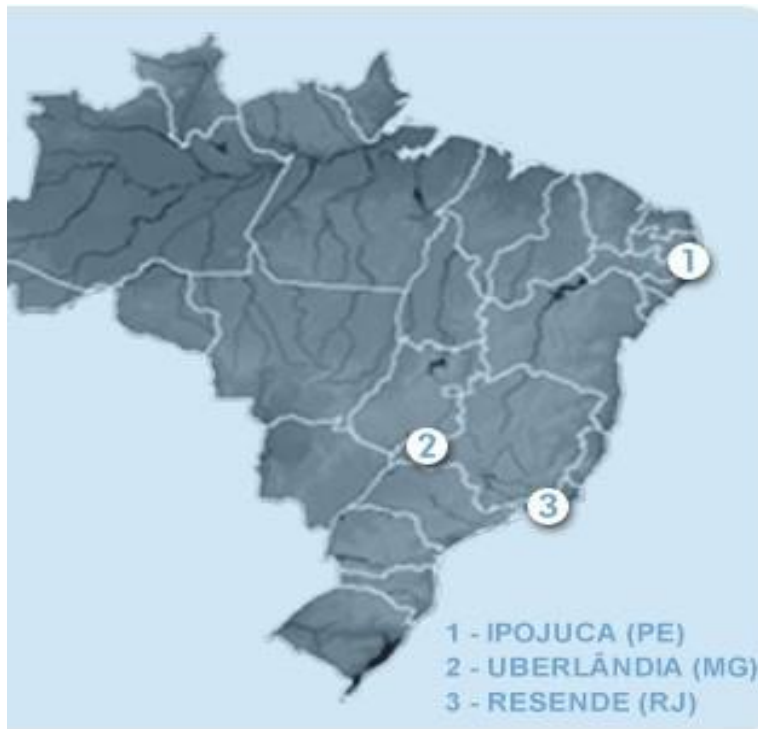 1
2
3
1 - IPOJUCA (PE)
2 - UBERLÂNDIA (MG)
3 - RESENDE (RJ)